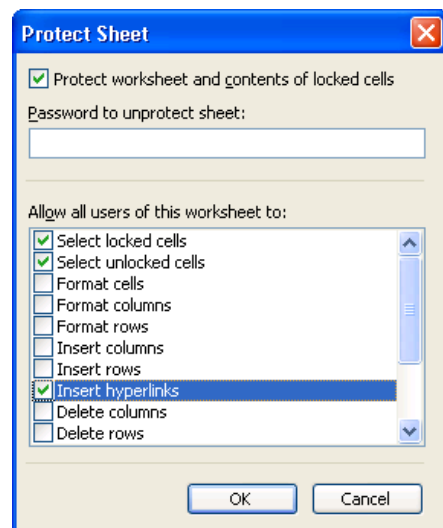 Protect Sheet
Protect worksheet and contents of locked cells
Password to unprotect sheet:
Allow all users of this worksheet to:
Select locked cells
Select unlocked cells
Format cells
Format columns
Format rows
Insert columns
Insert rows
Insert hyperlinks
Delete columns
Delete rows
OK Cancel